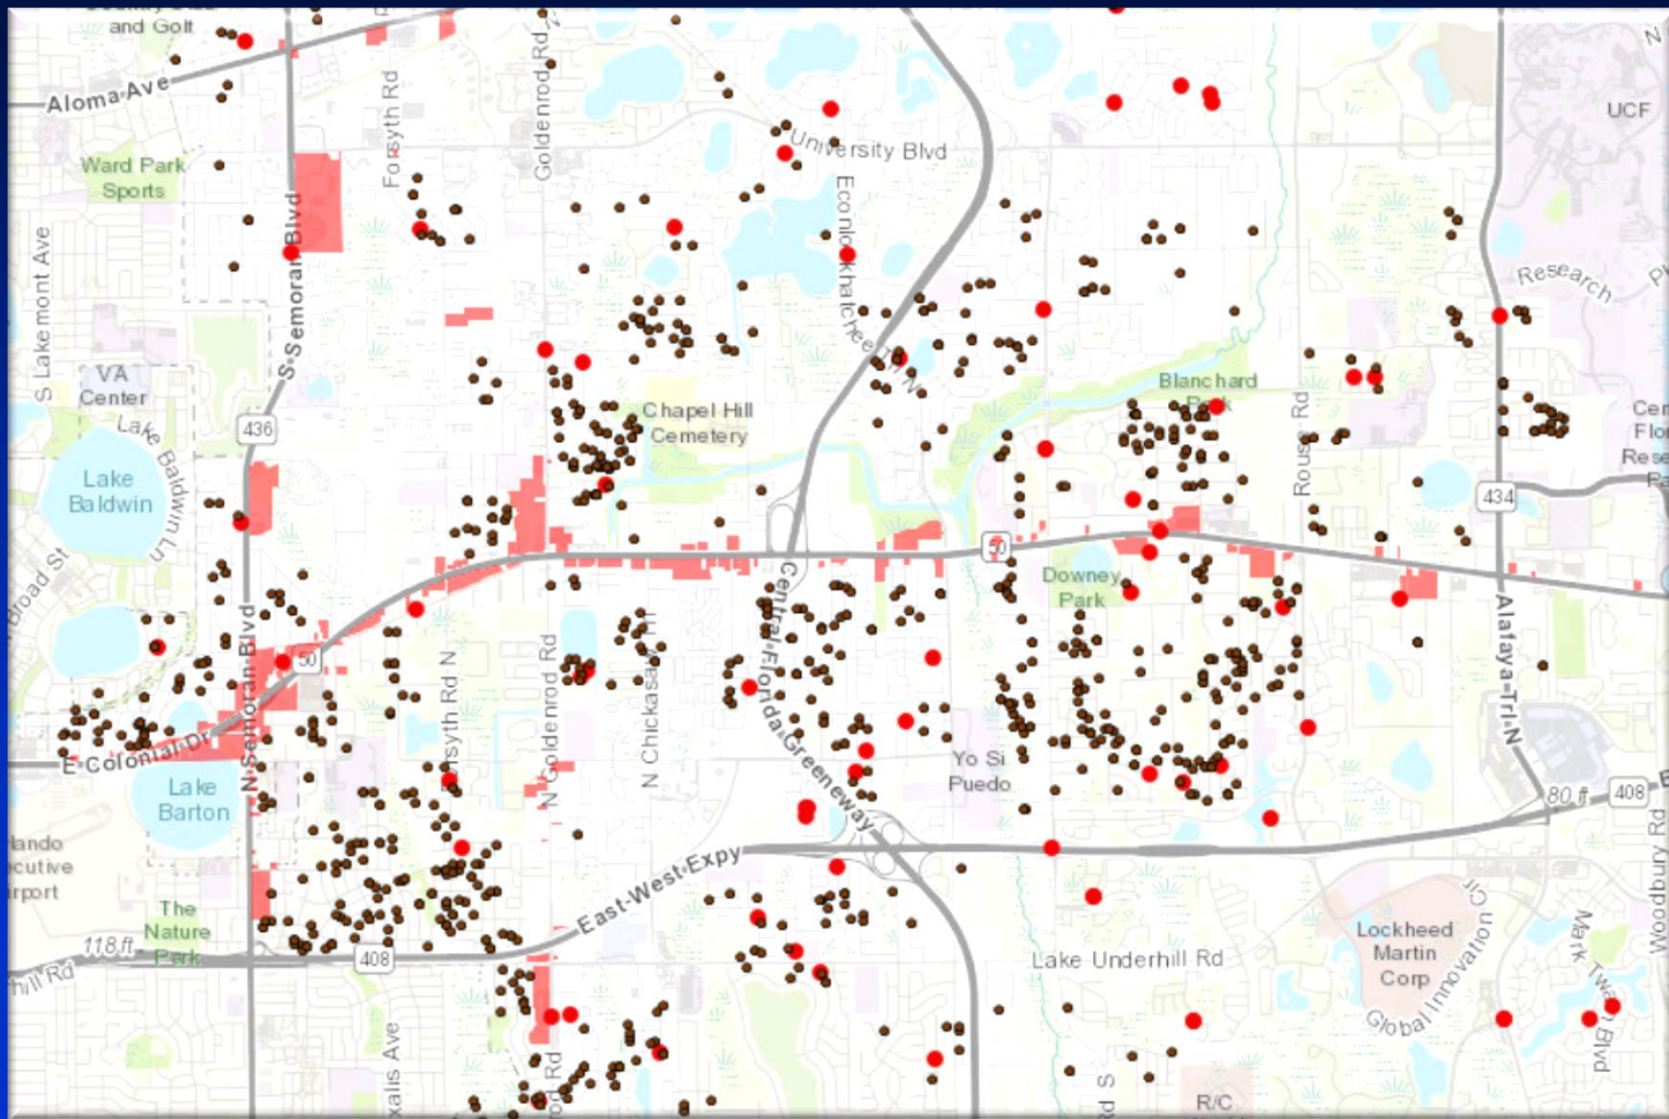 and Golf
Aloma Ave
Forsyth Rd
Goldenrod Rd
University Blvd
UCF
Ward Park
Sports
S Lakemont Ave
S Semoran Blvd
Research
VA
Center
Blanchard
Park
Chapel Hill
Cemetery
Rouse Rd
436
Lake Baldwin Ln
Lake
Baldwin
434
50
Broad St
Downey
Park
N Semoran Blvd
50
Forsyth Rd N
N Goldenrod Rd
N Chickasaw Trl
Central Florida Greeneway
Alafaya Trl N
E Colonial Dr
Lake
Barton
Yo Si
Puedo
80 ft
408
East-West Expy
The
Nature
Park
118 ft
408
Lake Underhill Rd
Lockheed
Martin
Corp
Global Innovation Cir
Mark Twain Blvd
Woodbury Rd
R/C